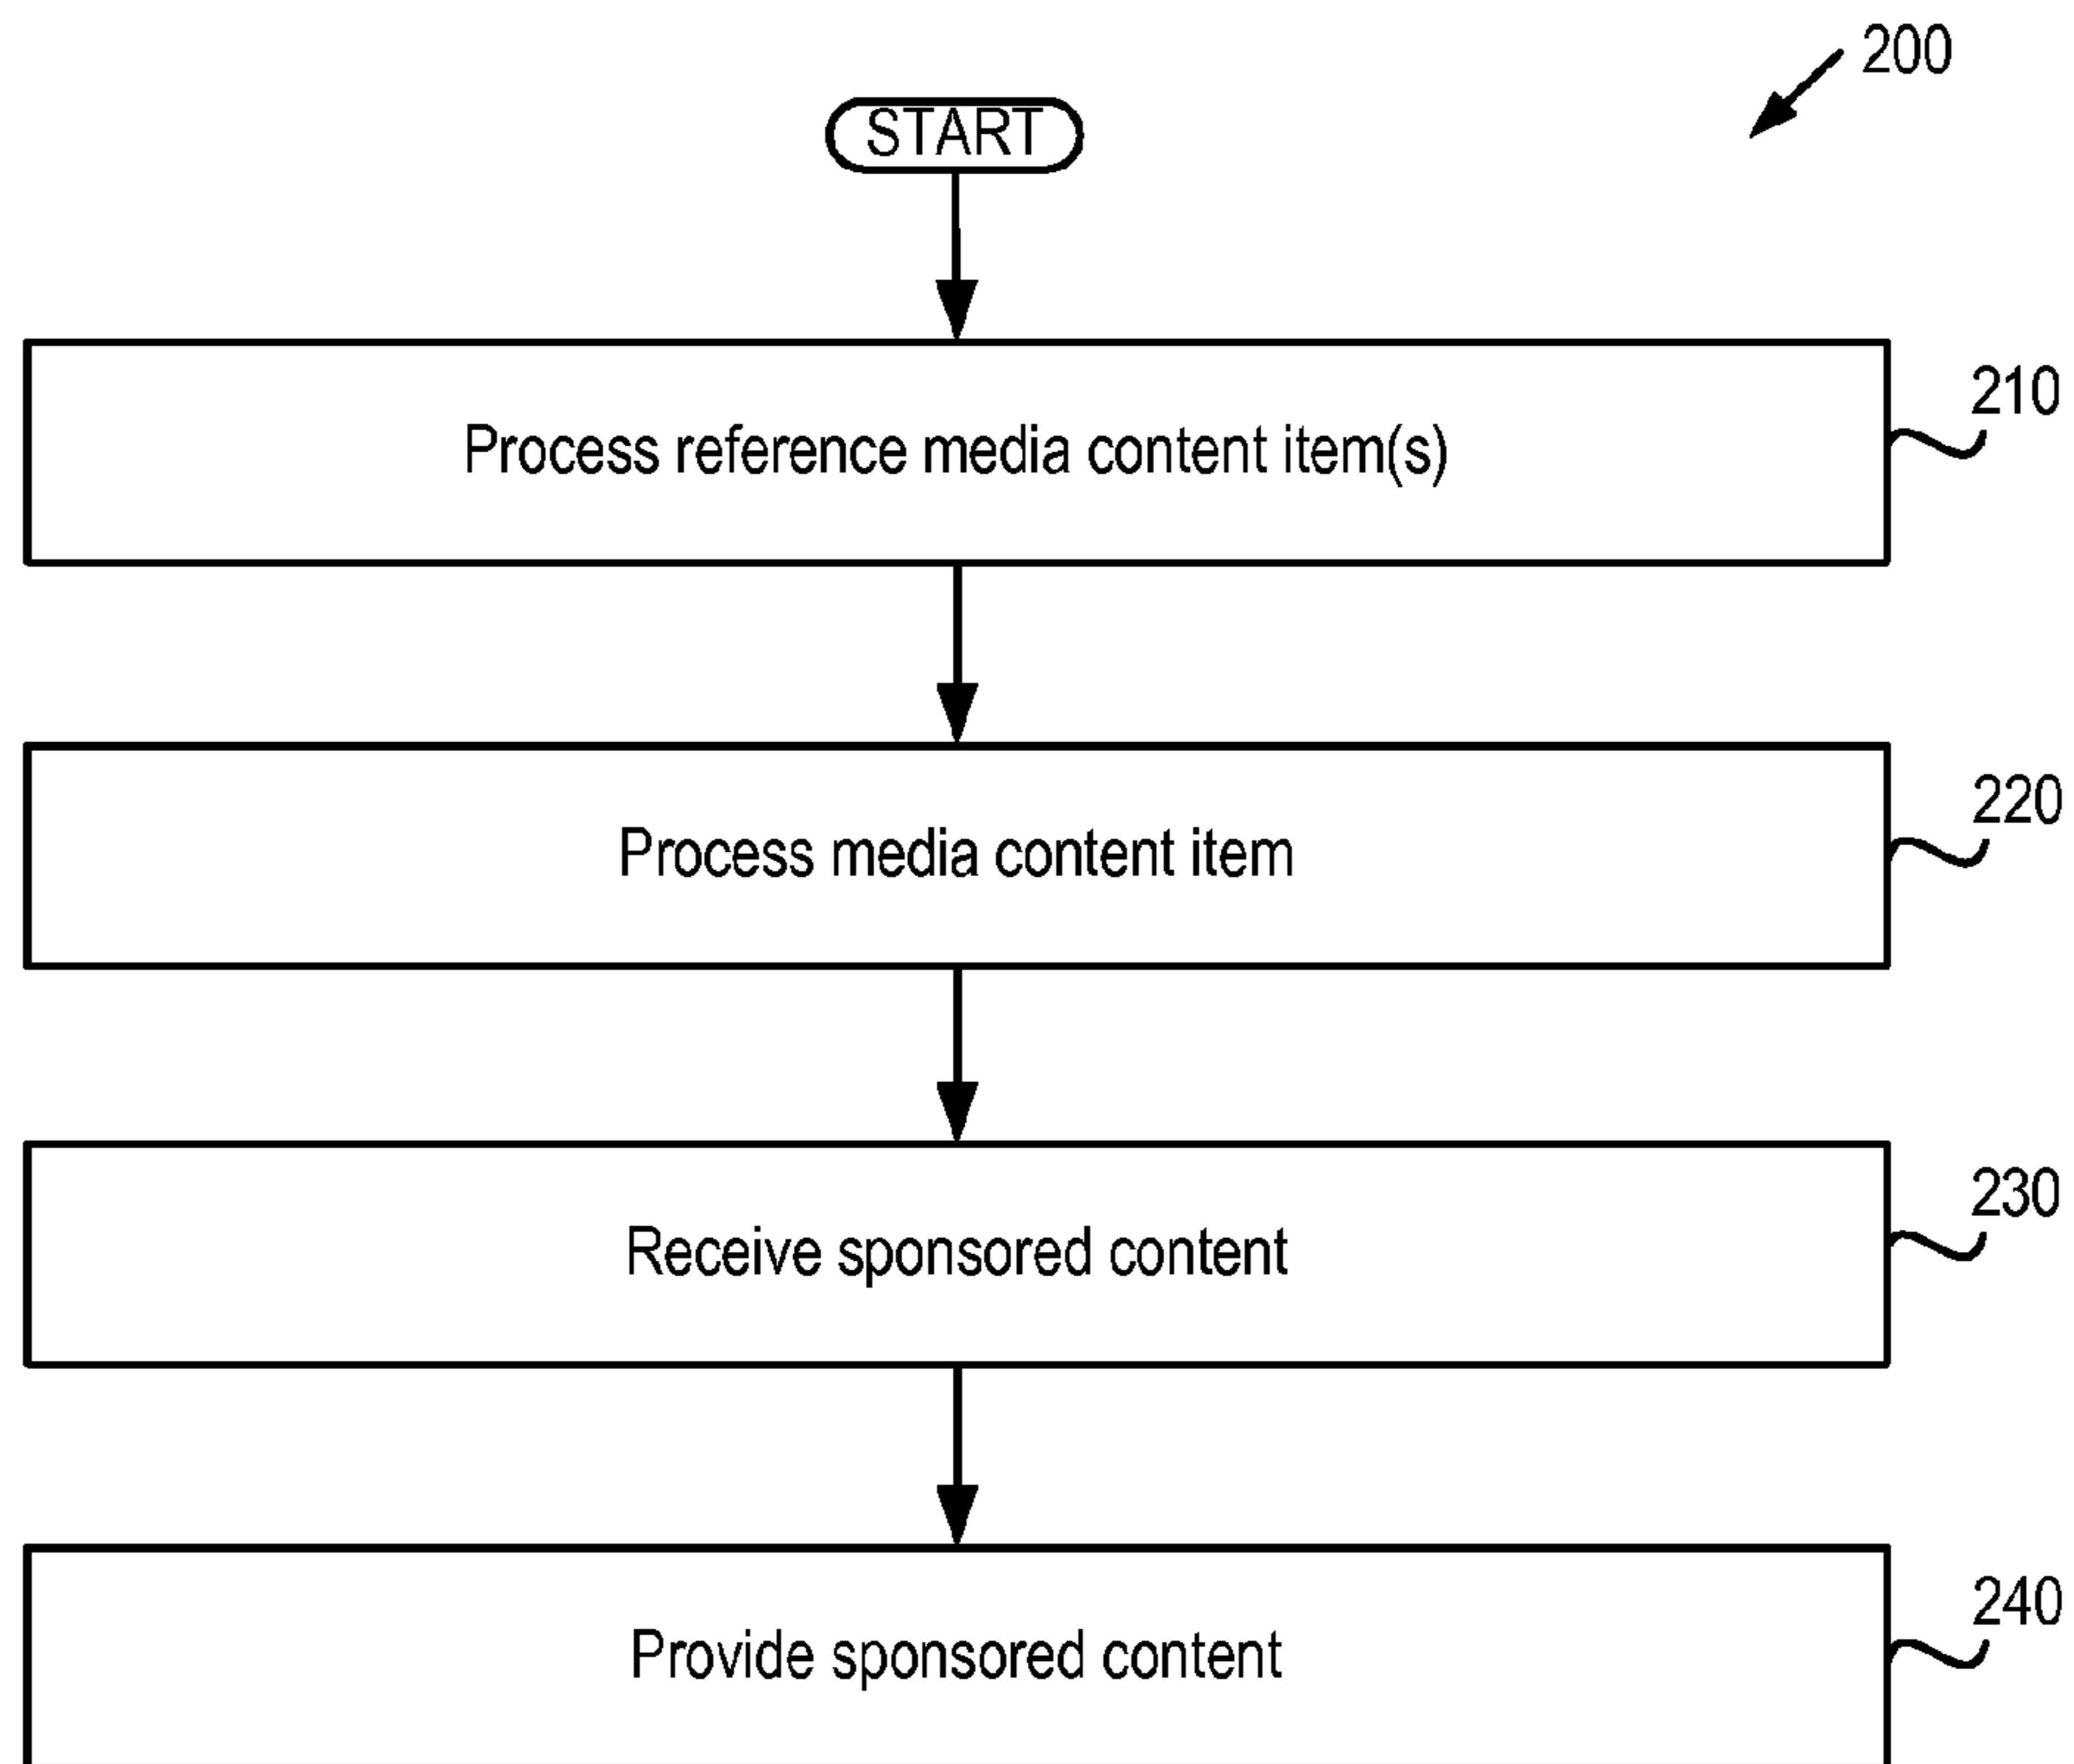 200
START
Process reference media content item(s)
210
Process media content item
220
Receive sponsored content
230
Provide sponsored content
240